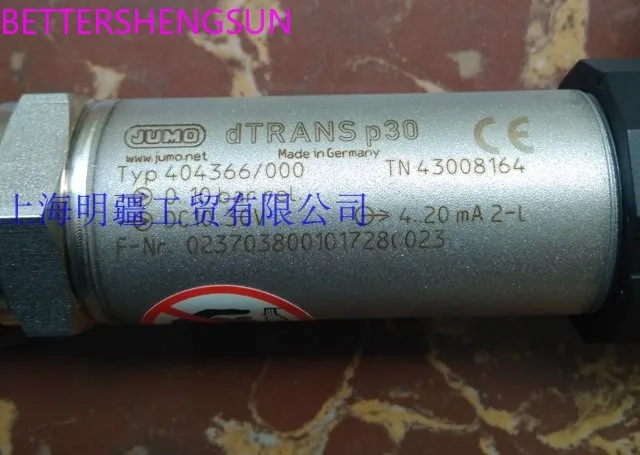 BETTERSHENGSUN
JUMO dTRANS p30
www.jumo.net Made in Germany CE
Typ 404366/000 TN 43008164
上海明疆工贸有限公司
4.20 mA 2-L
F-Nr.